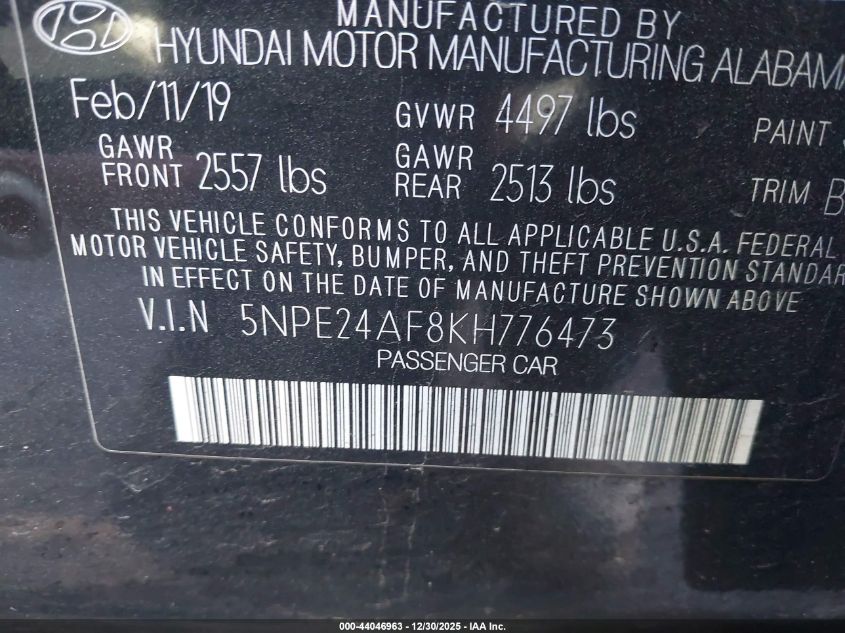 MANUFACTURED BY
HYUNDAI MOTOR MANUFACTURING ALABAMA
Feb/11/19 GVWR 4497 lbs PAINT
GAWR FRONT 2557 lbs GAWR REAR 2513 lbs TRIM B
THIS VEHICLE CONFORMS TO ALL APPLICABLE U.S.A. FEDERAL
MOTOR VEHICLE SAFETY, BUMPER, AND THEFT PREVENTION STANDAR
IN EFFECT ON THE DATE OF MANUFACTURE SHOWN ABOVE
V.I.N 5NPE24AF8KH776473
PASSENGER CAR
000-44046963 - 12/30/2025 - IAA Inc.